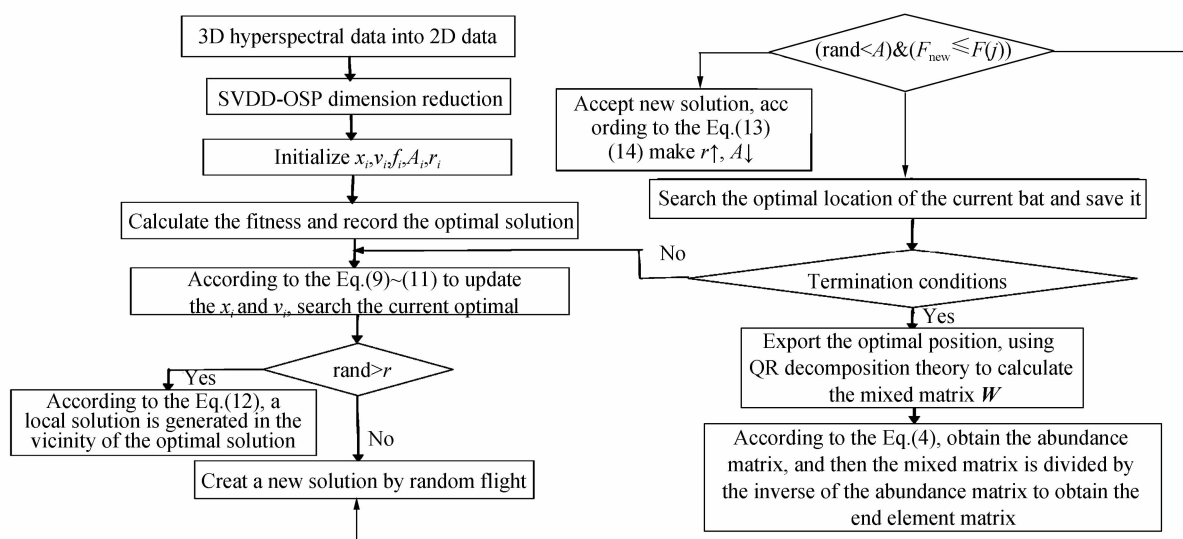 3D hyperspectral data into 2D data
SVDD-OSP dimension reduction
Initialize xᵢ,vᵢ,fᵢ,Aᵢ,rᵢ
Calculate the fitness and record the optimal solution
According to the Eq.(9)~(11) to update
the xᵢ and vᵢ, search the current optimal
rand>r
Yes
According to the Eq.(12), a
local solution is generated in the
vicinity of the optimal solution
No
Creat a new solution by random flight
(rand<A)&(F_new≤F(j))
Accept new solution, acc
ording to the Eq.(13)
(14) make r↑, A↓
Search the optimal location of the current bat and save it
No
Termination conditions
Yes
Export the optimal position, using
QR decomposition theory to calculate
the mixed matrix W
According to the Eq.(4), obtain the abundance
matrix, and then the mixed matrix is divided by
the inverse of the abundance matrix to obtain the
end element matrix